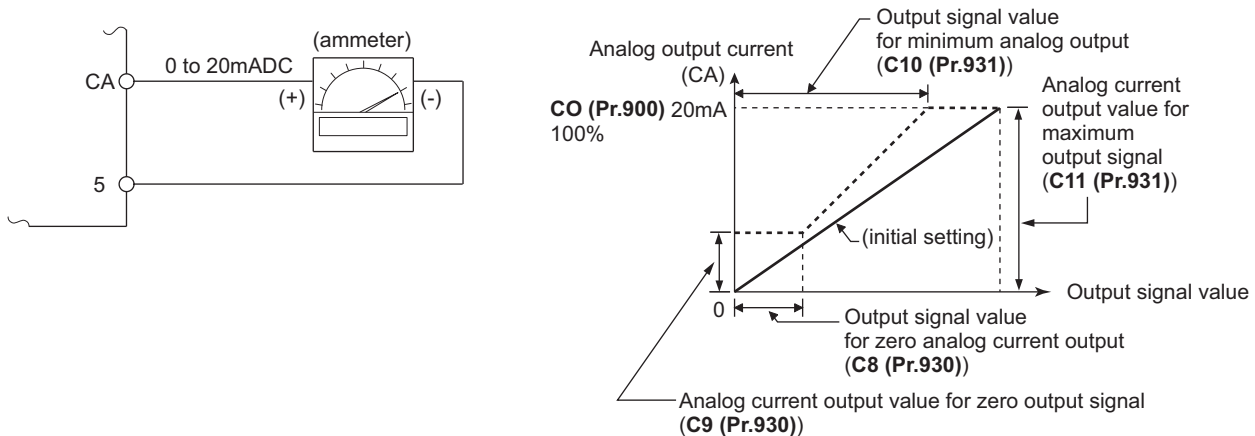 (ammeter)
0 to 20mADC
CA
(+)
(-)
5
Output signal value
for minimum analog output
(C10 (Pr.931))
Analog output current
(CA)
CO (Pr.900) 20mA
100%
Analog current
output value for
maximum
output signal
(C11 (Pr.931))
(initial setting)
0
Output signal value
Output signal value
for zero analog current output
(C8 (Pr.930))
Analog current output value for zero output signal
(C9 (Pr.930))